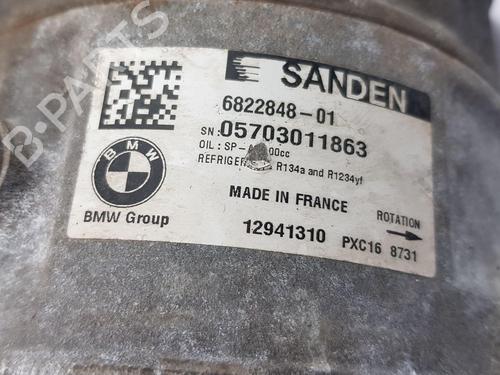 SANDEN
6822848-01
SN: 05703011863
OIL: SP-
REFRIGER R134a and R1234yf
BMW
MADE IN FRANCE
ROTATION
BMW Group
12941310 PXC16 8731
B-PARTS